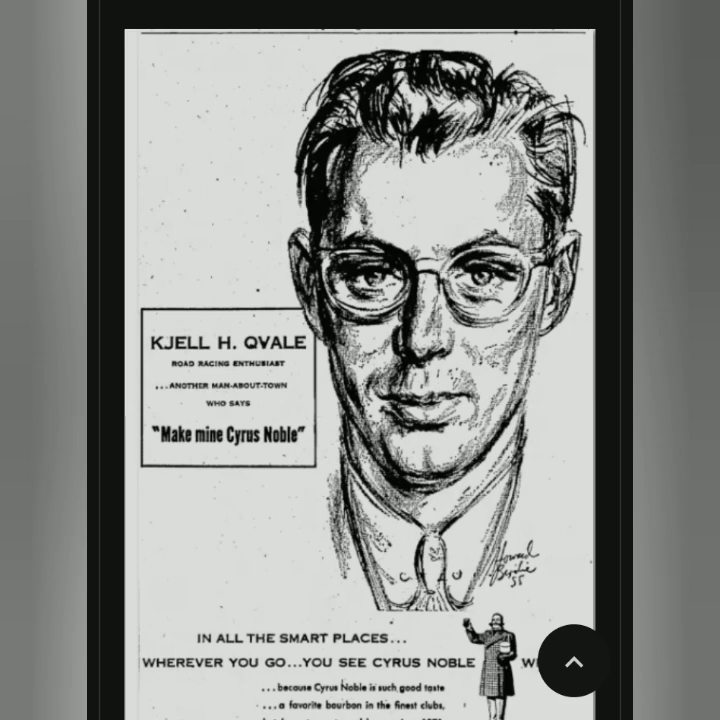 KJELL H. QVALE
ROAD RACING ENTHUSIAST
...ANOTHER MAN-ABOUT-TOWN
WHO SAYS
"Make mine Cyrus Noble"
Howard
55
IN ALL THE SMART PLACES...
WHEREVER YOU GO...YOU SEE CYRUS NOBLE
...because Cyrus Noble is such good taste
...a favorite bourbon in the finest clubs,